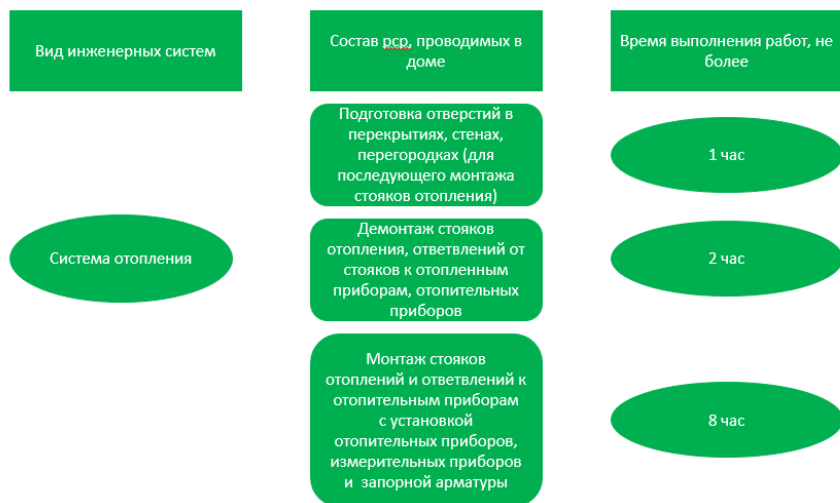 Вид инженерных систем
Состав рср, проводимых в
доме
Время выполнения работ, не
более
Подготовка отверстий в
перекрытиях, стенах,
перегородках (для
последующего монтажа
стояков отопления)
1 час
Система отопления
Демонтаж стояков
отопления, ответвлений от
стояков к отопленным
приборам, отопительных
приборов
2 час
Монтаж стояков
отоплений и ответвлений к
отопительным приборам
с установкой
отопительных приборов,
измерительных приборов
и запорной арматуры
8 час